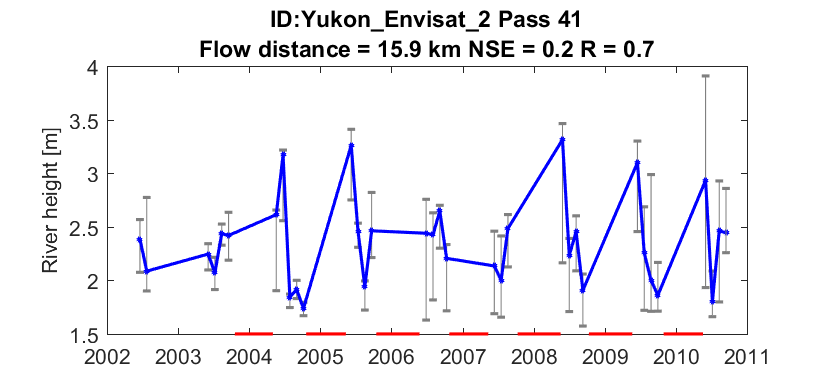 ID:Yukon_Envisat_2 Pass 41
Flow distance = 15.9 km NSE = 0.2 R = 0.7
River height [m]
4
3.5
3
2.5
2
1.5
2002 2003 2004 2005 2006 2007 2008 2009 2010 2011